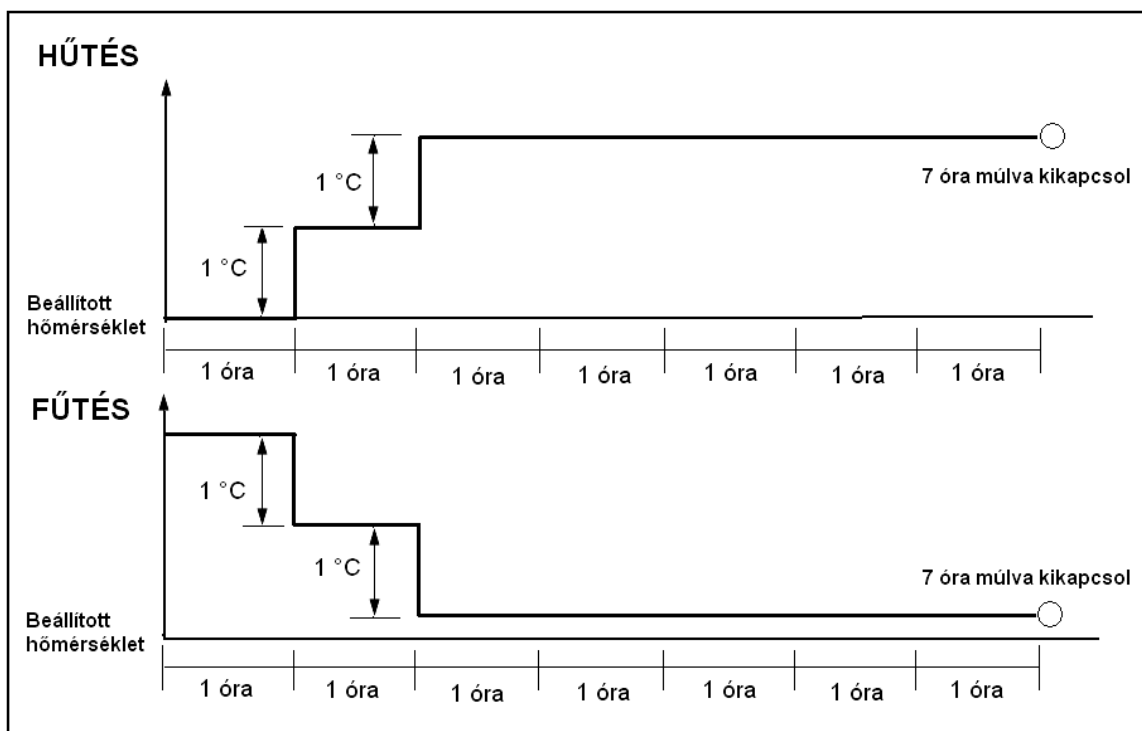 HŰTÉS
1 °C
7 óra múlva kikapcsol
1 °C
Beállított
hőmérséklet
1 óra 1 óra 1 óra 1 óra 1 óra 1 óra 1 óra
FŰTÉS
1 °C
1 °C
7 óra múlva kikapcsol
Beállított
hőmérséklet
1 óra 1 óra 1 óra 1 óra 1 óra 1 óra 1 óra